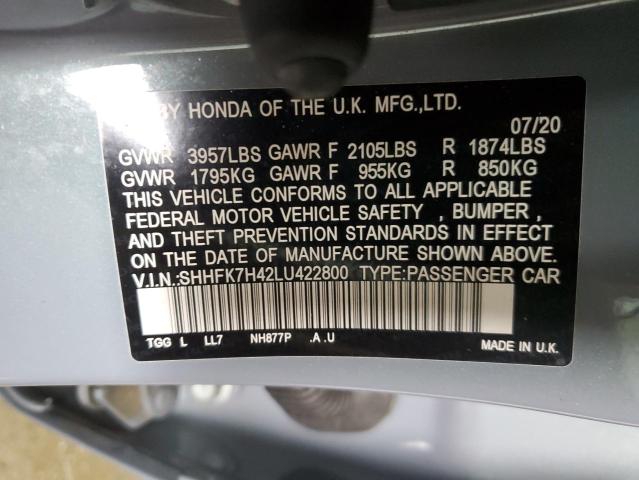 BY HONDA OF THE U.K. MFG.,LTD.
07/20
GVWR 3957LBS GAWR F 2105LBS R 1874LBS
GVWR 1795KG GAWR F 955KG R 850KG
THIS VEHICLE CONFORMS TO ALL APPLICABLE
FEDERAL MOTOR VEHICLE SAFETY , BUMPER ,
AND THEFT PREVENTION STANDARDS IN EFFECT
ON THE DATE OF MANUFACTURE SHOWN ABOVE.
V.I.N.:SHHFK7H42LU422800 TYPE:PASSENGER CAR
TGG L LL7 NH877P .A.U MADE IN U.K.